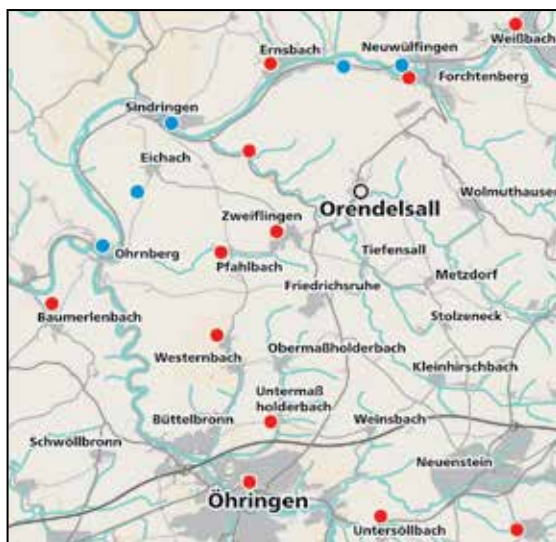 Weißbach
Ernsbach
Neuwülfingen
Forchtenberg
Sindringen
Eichach
Wolmuthausen
Orendelsall
Zweiflingen
Tiefensall
Ohrnberg
Pfahlbach
Metzdorf
Friedrichsruhe
Baumerlenbach
Stolzeneck
Obermaßholderbach
Westernbach
Kleinhirschbach
Untermaß
holderbach
Büttelbronn
Weinsbach
Schwöllbronn
Neuenstein
Öhringen
Untersöllbach